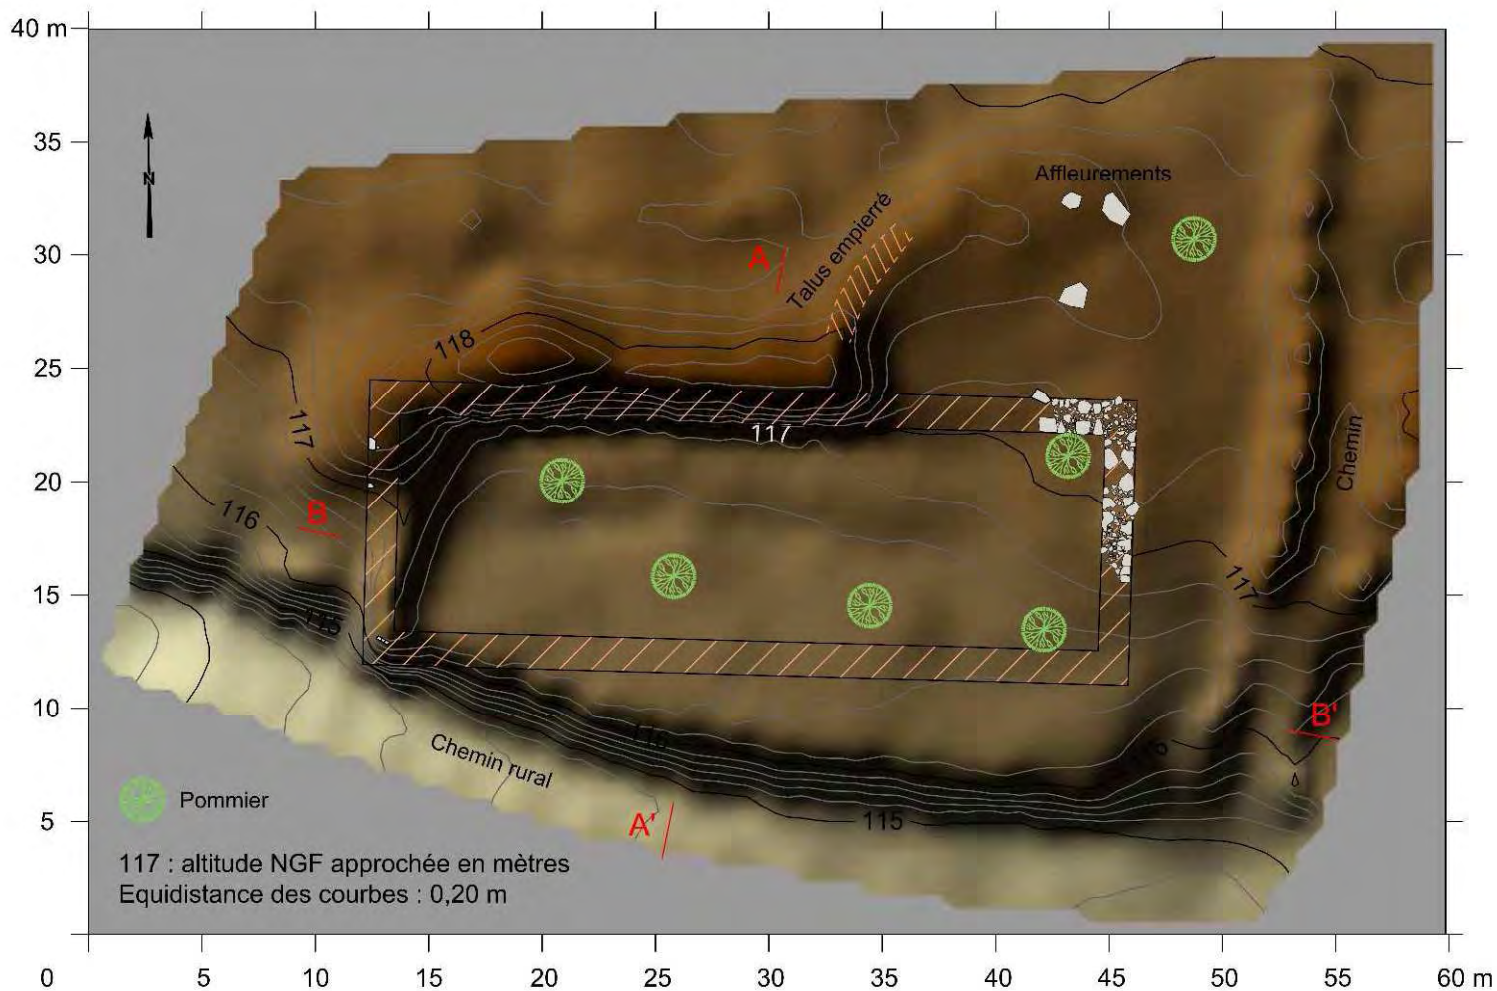 40 m
35
30
25
20
15
10
5
0
5
10
15
20
25
30
35
40
45
50
55
60 m
N
Affleurements
Talus empierré
A
118
117
117
116
B
115
117
Chemin
116
116
B'
Chemin rural
A'
115
Pommier
117 : altitude NGF approchée en mètres
Equidistance des courbes : 0,20 m